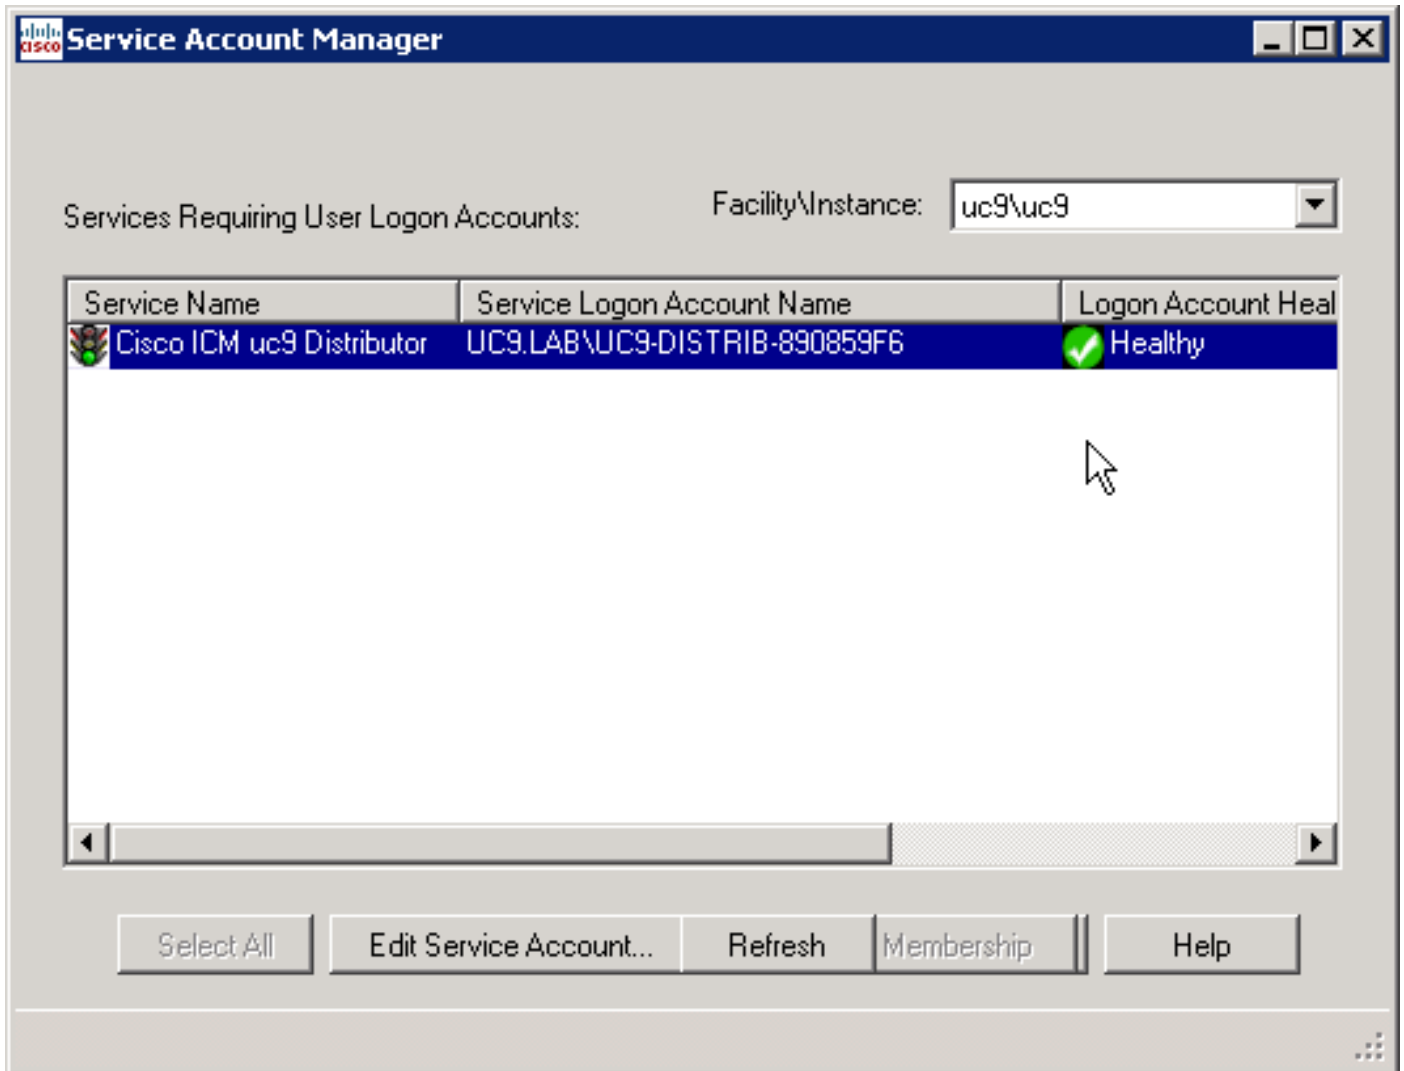 cisco Service Account Manager
Services Requiring User Logon Accounts:
Facility\Instance:
uc9\uc9
Service Name
Service Logon Account Name
Logon Account Heal
Cisco ICM uc9 Distributor
UC9.LAB\UC9-DISTRIB-890859F6
Healthy
Select All
Edit Service Account...
Refresh
Membership
Help